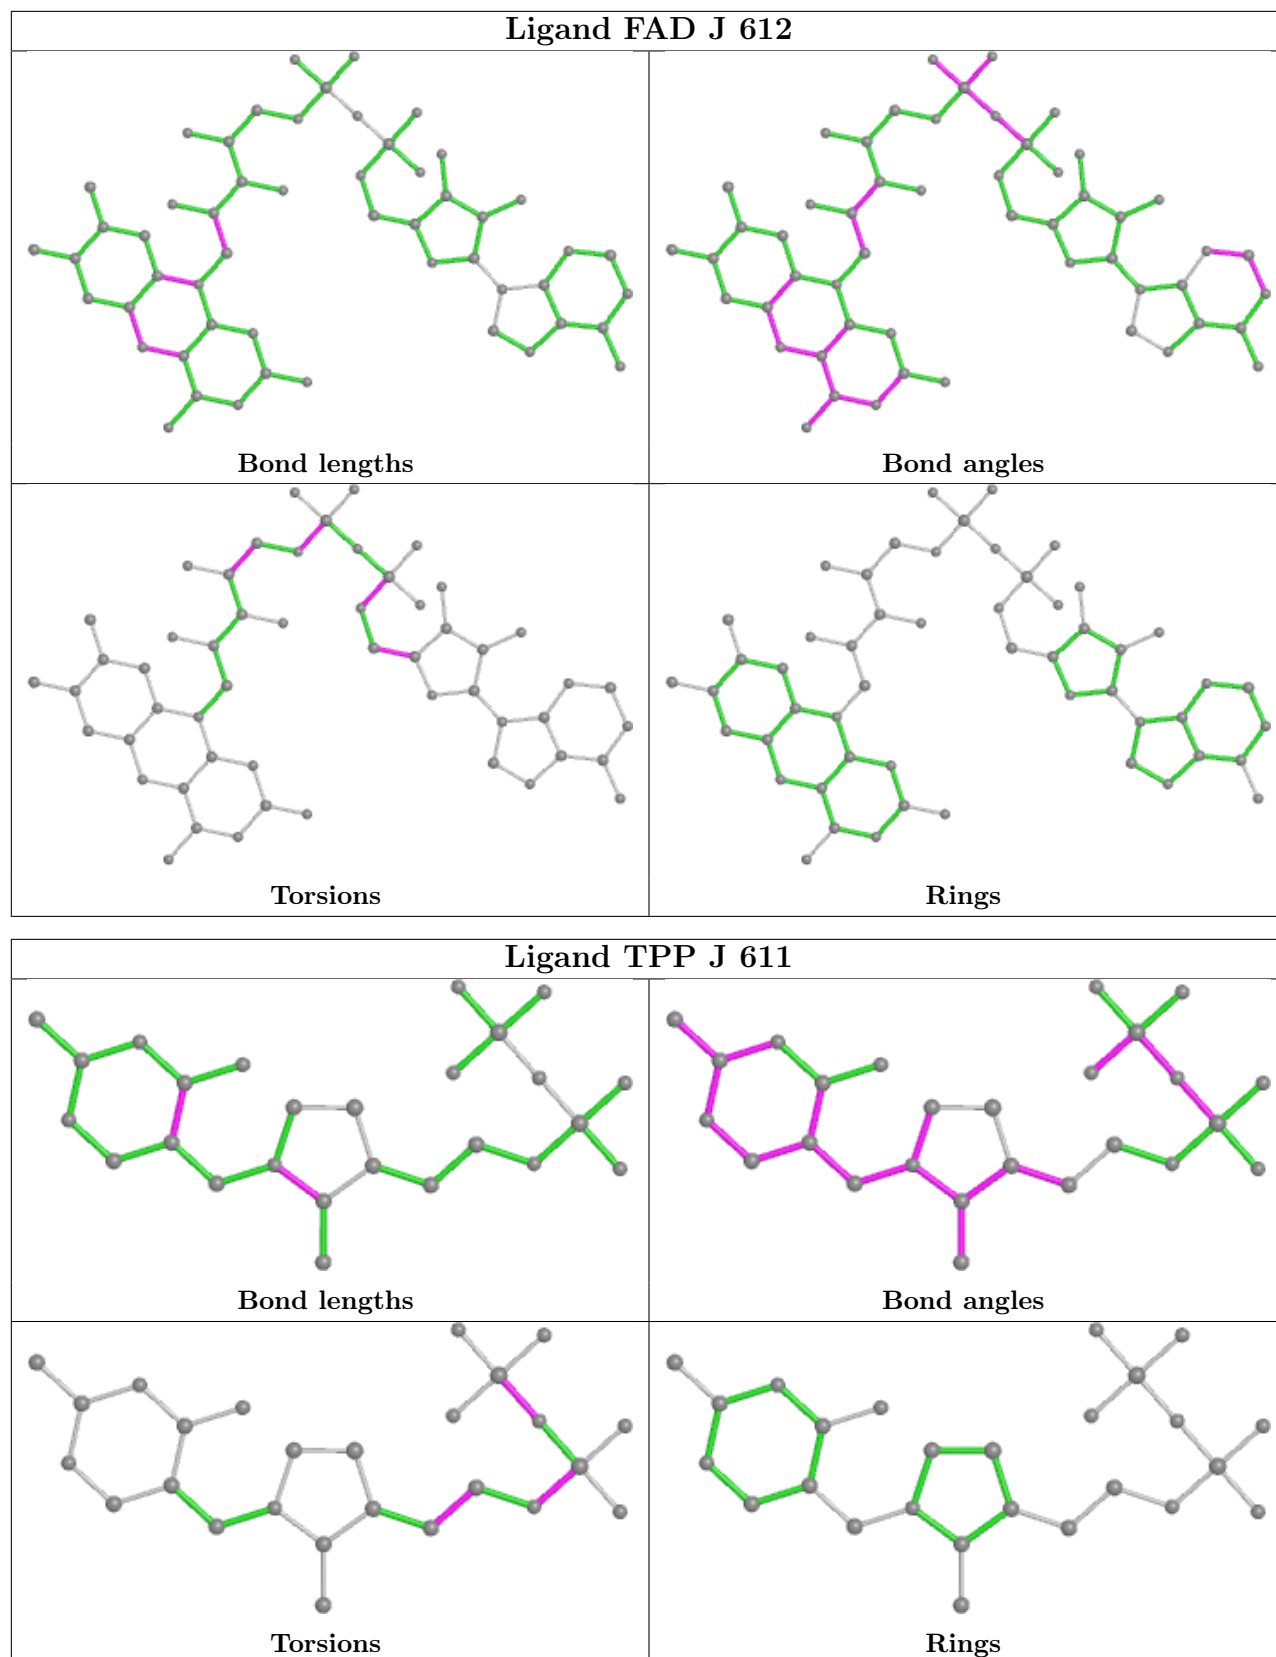 Ligand FAD J 612
Bond lengths
Bond angles
Torsions
Rings
Ligand TPP J 611
Bond lengths
Bond angles
Torsions
Rings